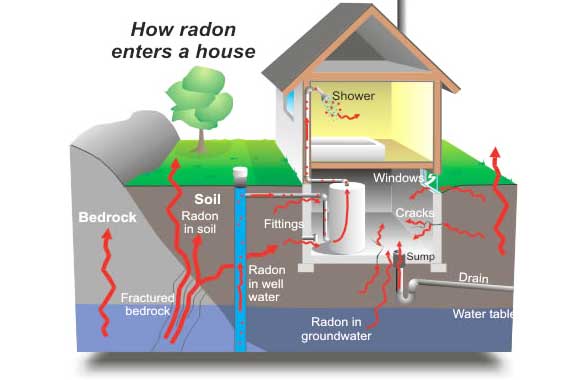 How radon
enters a house
Shower
Windows
Soil
Bedrock
Radon
in soil
Cracks
Fittings
Sump
Radon
in well
water
Drain
Fractured
bedrock
Water table
Radon in
groundwater